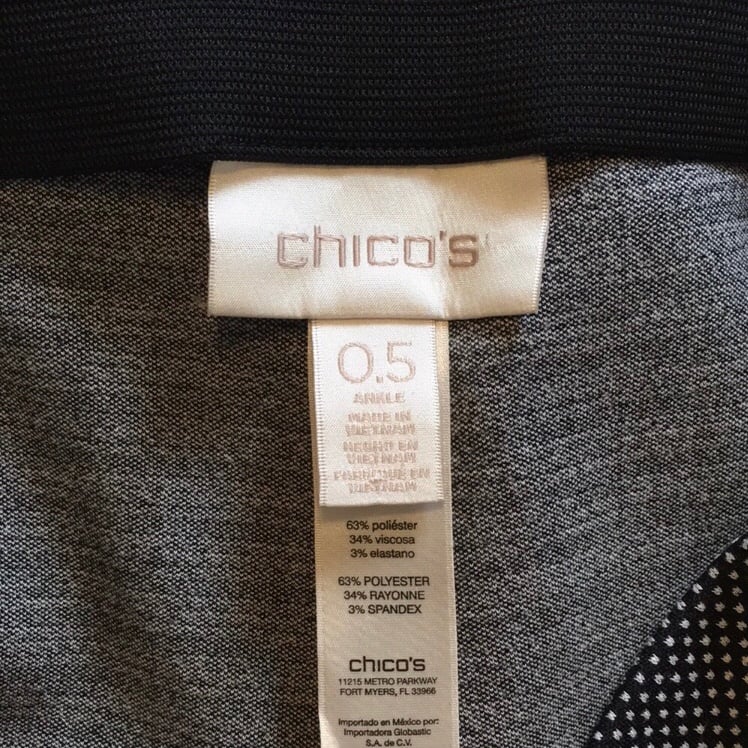 chico's
0.5
ANKLE
MADE IN
VIETNAM
HECHO EN
VIETNAM
FABRIQUE EN
VIETNAM
63% poliéster
34% viscosa
3% elastano
63% POLYESTER
34% RAYONNE
3% SPANDEX
chico's
11215 METRO PARKWAY
FORT MYERS, FL 33966
Importado en México por:
Importadora Globastic
S.A. de C.V.